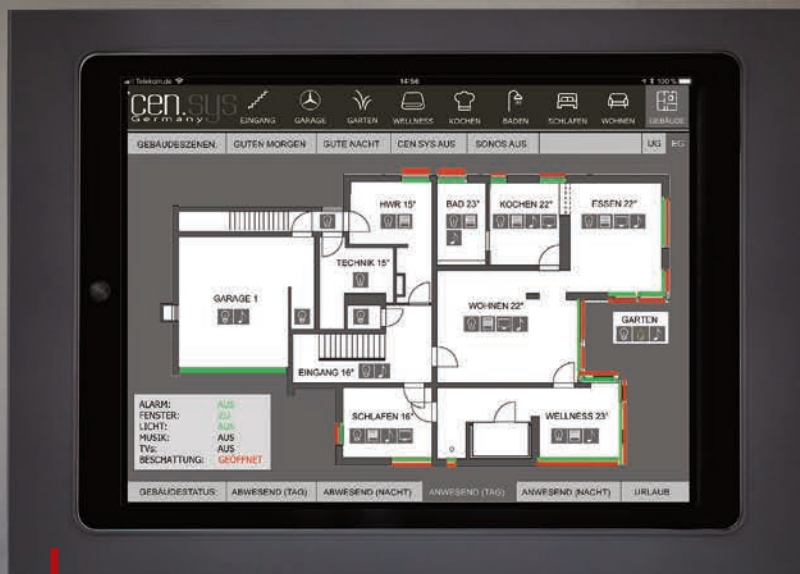 Telekom.de 14:56 100 %
cen.sys
Germany
EINGANG GARAGE GARTEN WELLNESS KOCHEN BADEN SCHLAFEN WOHNEN GEBÄUDE
GEBÄUDESZENEN: GUTEN MORGEN GUTE NACHT CEN.SYS AUS SONOS AUS UG EG
HWR 15° BAD 23° KOCHEN 22° ESSEN 22°
TECHNIK 15°
GARAGE 1
WOHNEN 22°
GARTEN
EINGANG 16°
SCHLAFEN 16° WELLNESS 23°
ALARM: AUS
FENSTER: ZU
LICHT: AUS
MUSIK: AUS
TVs: AUS
BESCHATTUNG: GEÖFFNET
GEBÄUDESTATUS: ABWESEND (TAG) ABWESEND (NACHT) ANWESEND (TAG) ANWESEND (NACHT) URLAUB